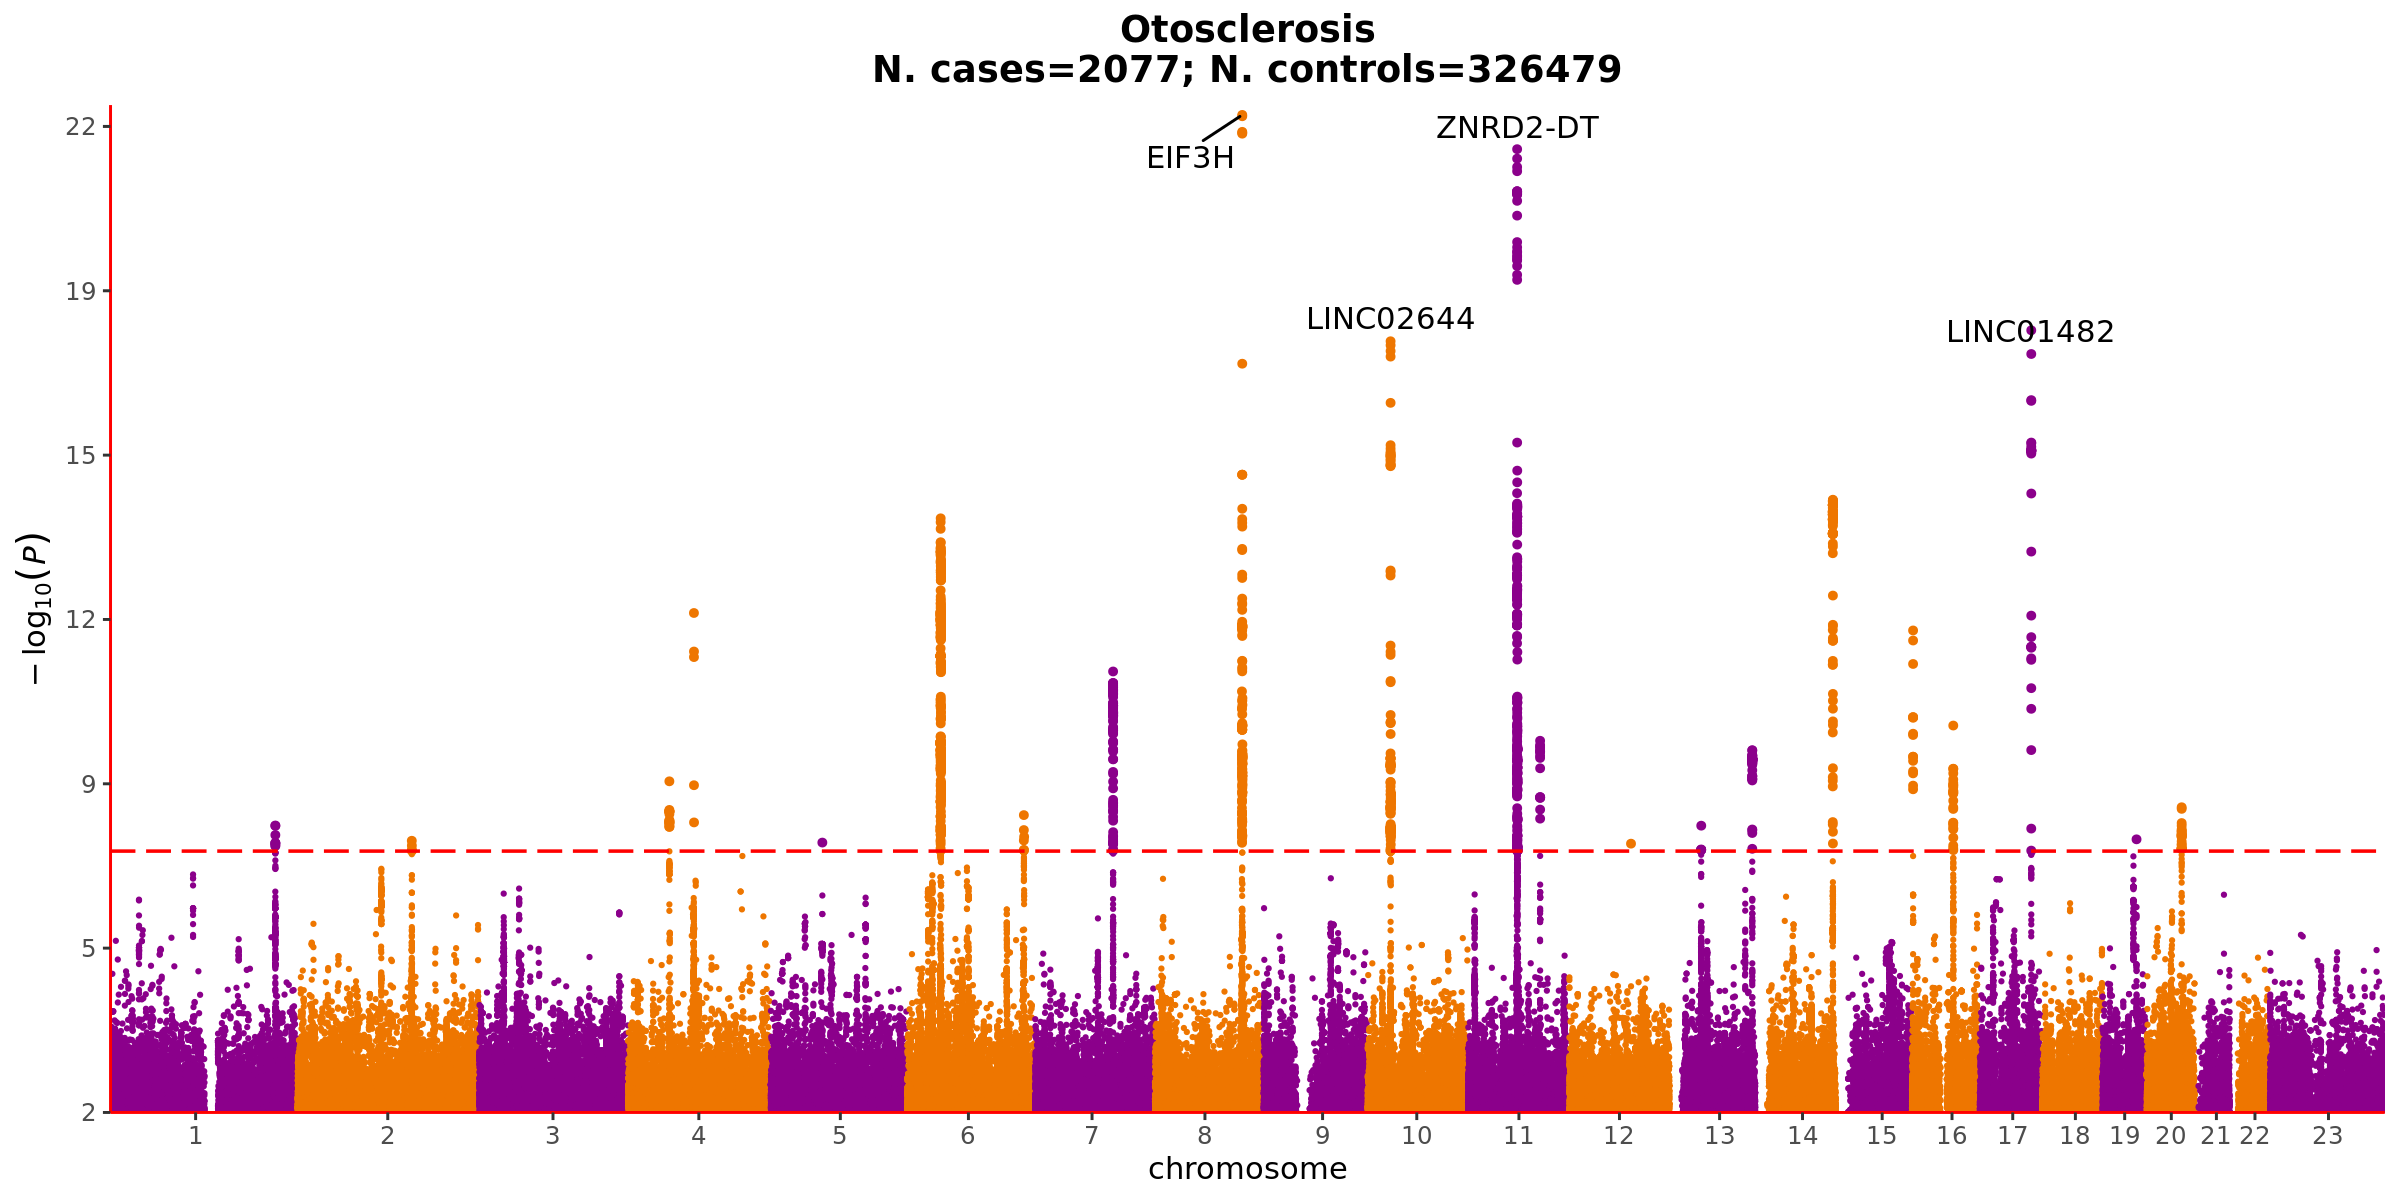 Otosclerosis
N. cases=2077; N. controls=326479
22
ZNRD2-DT
EIF3H
19
LINC02644
LINC01482
15
12
9
5
2
− log10(P)
1 2 3 4 5 6 7 8 9 10 11 12 13 14 15 16 17 18 19 20 21 22 23
chromosome